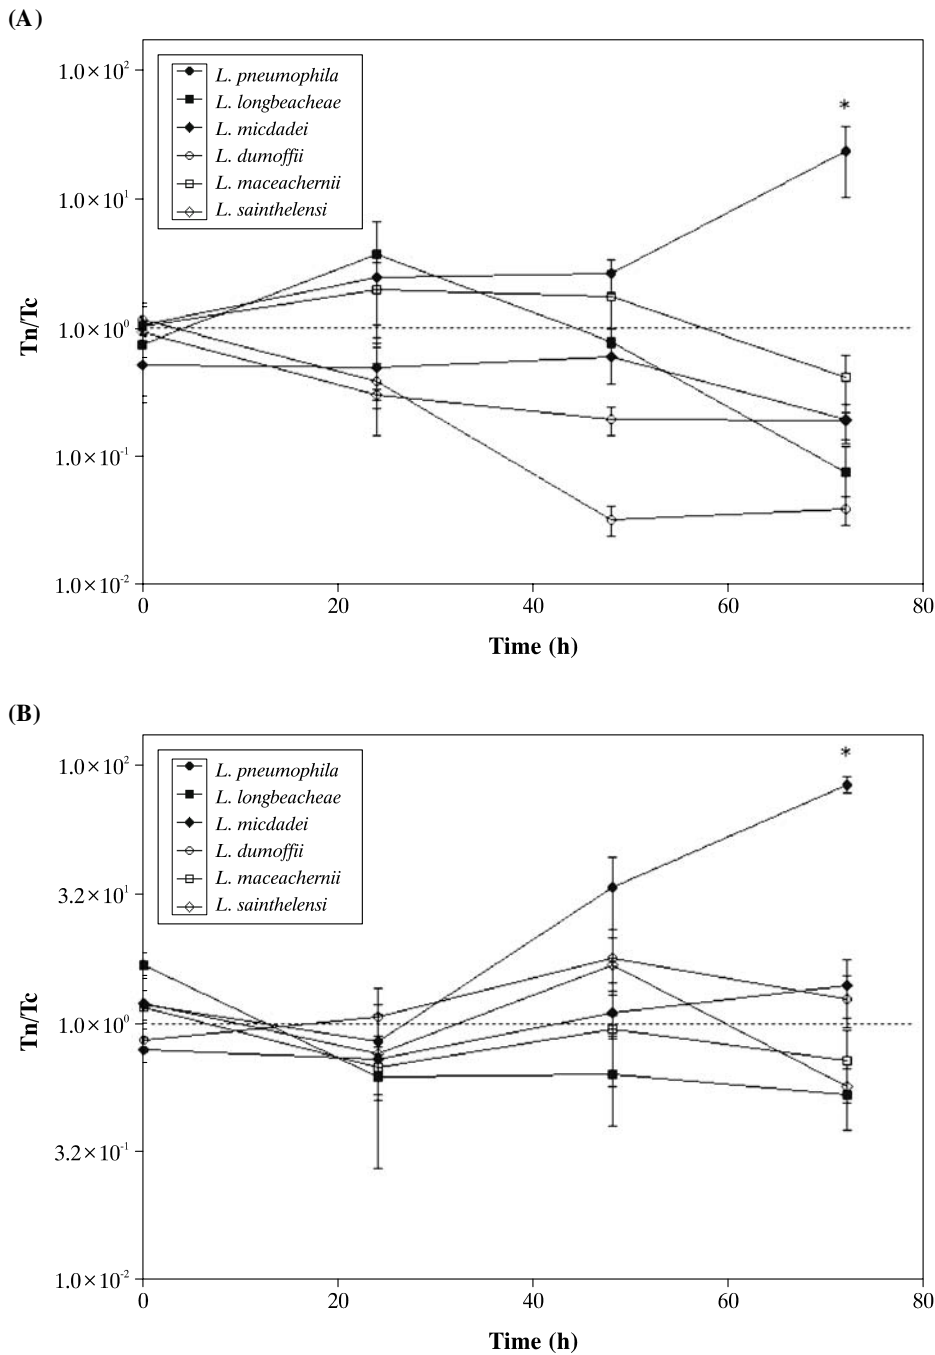 (A)
1.0×10²
1.0×10¹
1.0×10⁰
1.0×10⁻¹
1.0×10⁻²
Tn/Tc
L. pneumophila
L. longbeacheae
L. micdadei
L. dumoffii
L. maceachernii
L. sainthelensi
*
0 20 40 60 80
Time (h)
(B)
1.0×10²
3.2×10¹
1.0×10⁰
3.2×10⁻¹
1.0×10⁻²
Tn/Tc
L. pneumophila
L. longbeacheae
L. micdadei
L. dumoffii
L. maceachernii
L. sainthelensi
*
0 20 40 60 80
Time (h)